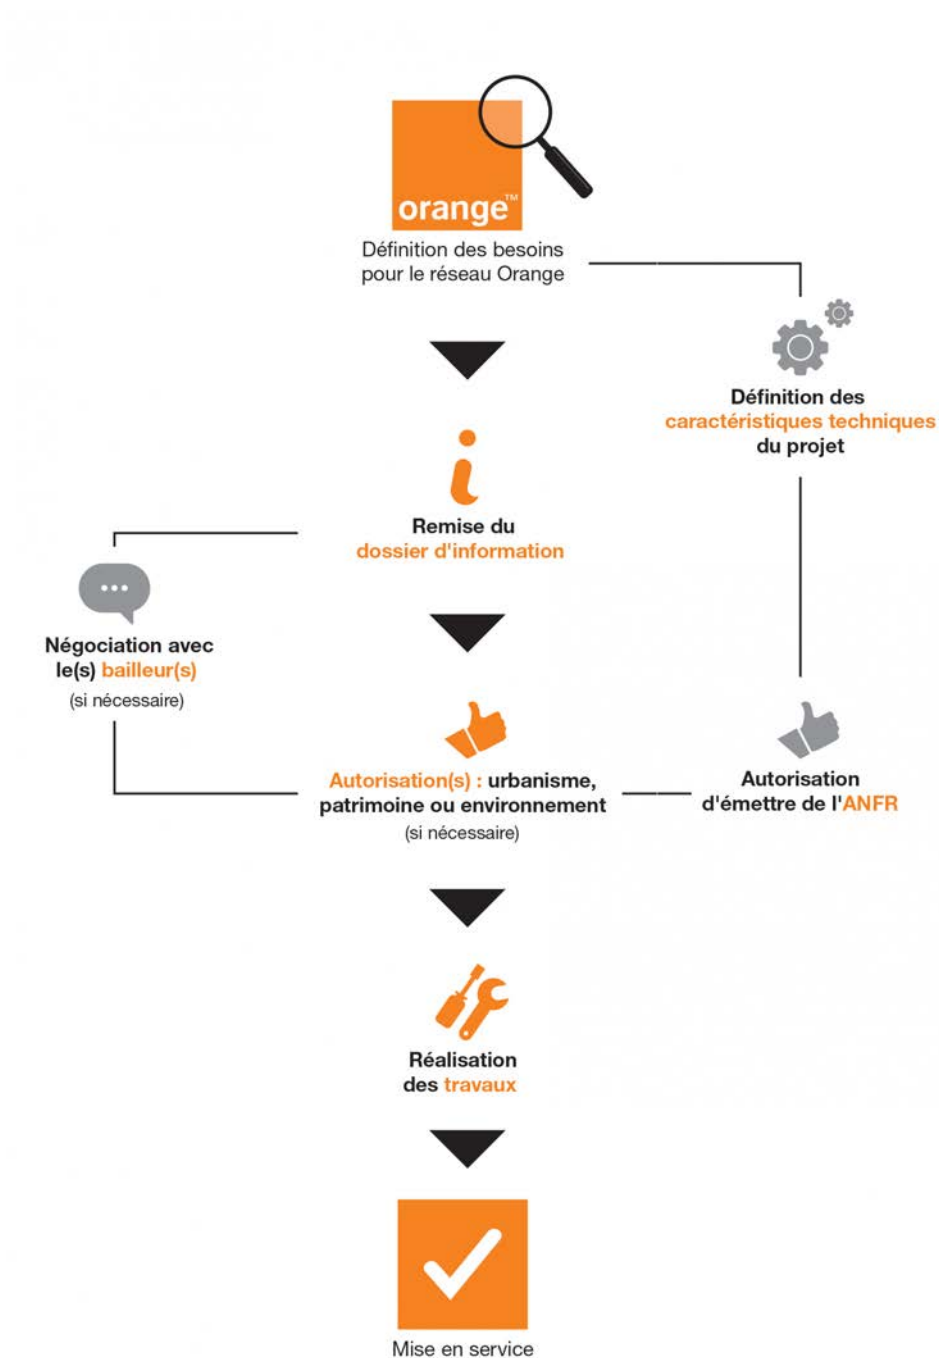 orange™
Définition des besoins
pour le réseau Orange
Définition des
caractéristiques techniques
du projet
Remise du
dossier d'information
Négociation avec
le(s) bailleur(s)
(si nécessaire)
Autorisation(s) : urbanisme,
patrimoine ou environnement
(si nécessaire)
Autorisation
d'émettre de l'ANFR
Réalisation
des travaux
Mise en service